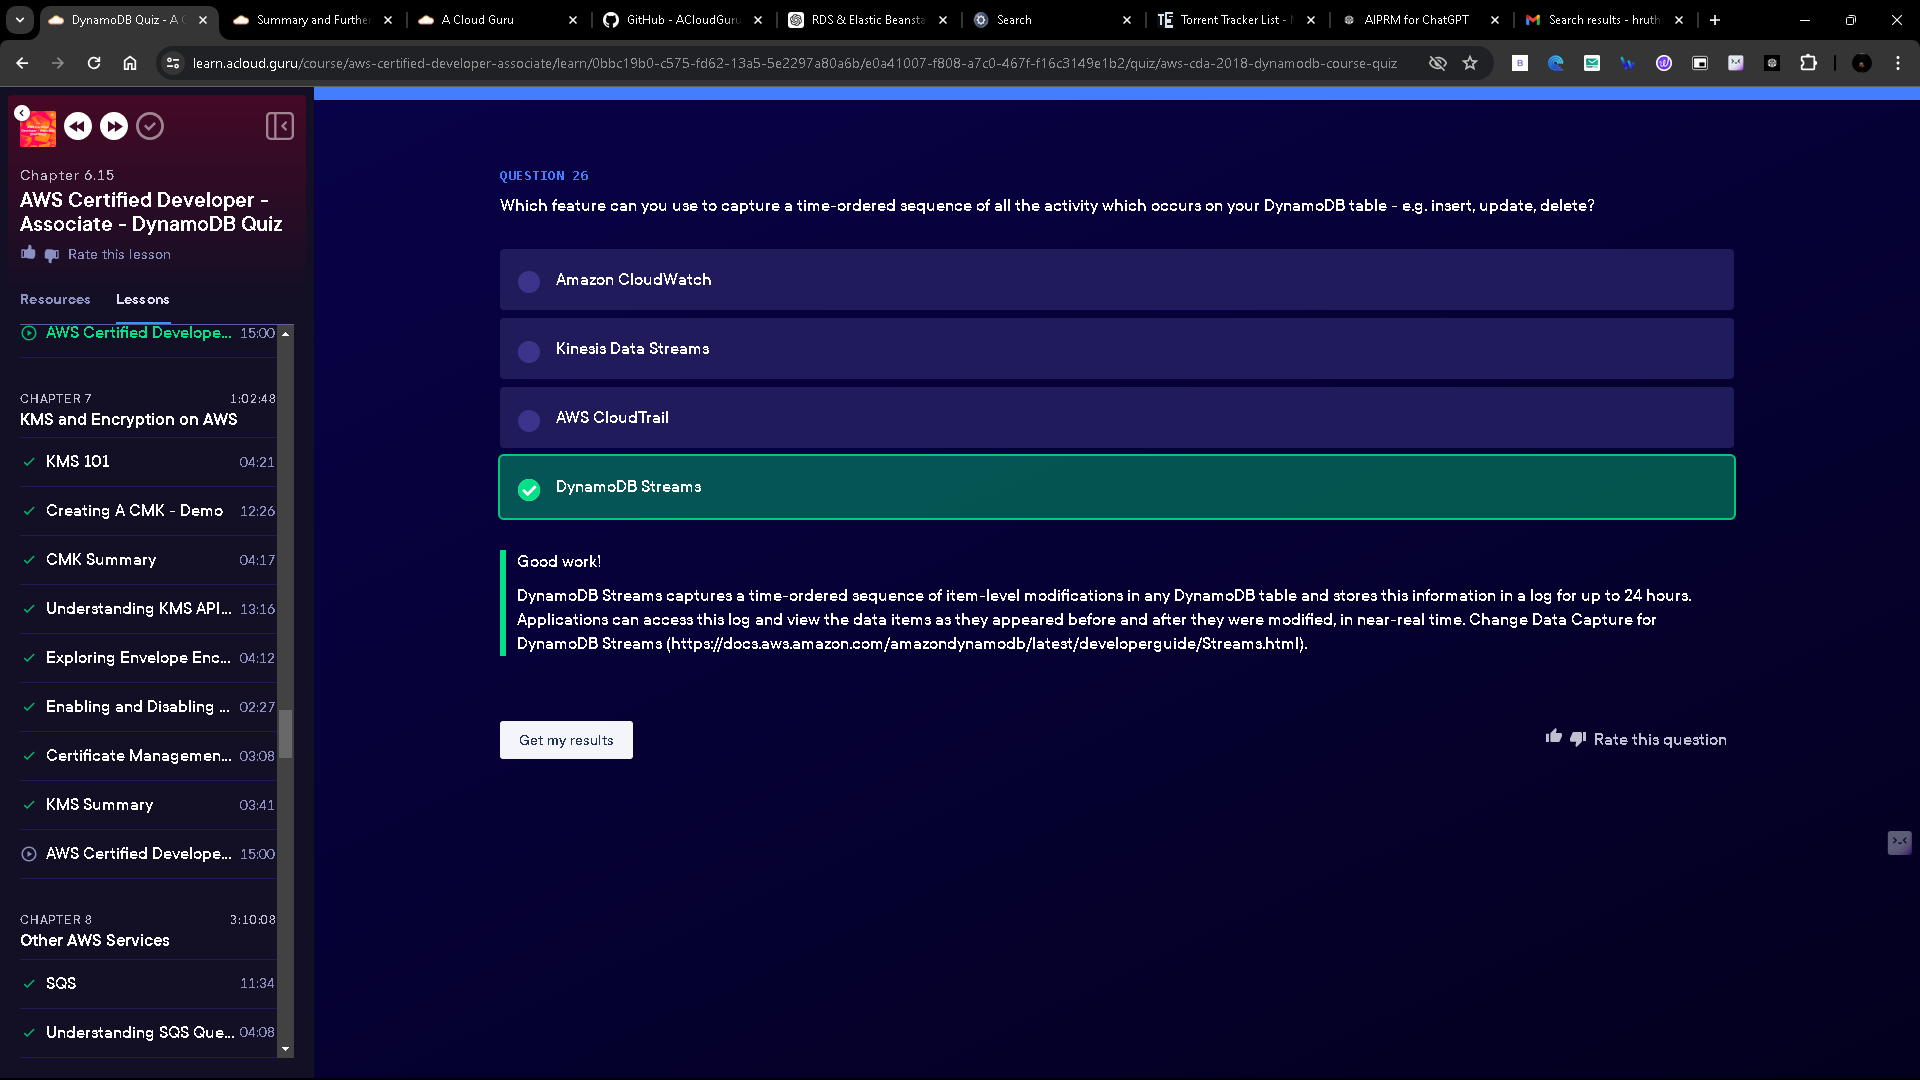 DynamoDB Quiz - A C
Summary and Further
A Cloud Guru
GitHub - ACloudGuru
RDS & Elastic Beansta
Search
Torrent Tracker List -
AIPRM for ChatGPT
Search results - hruth
learn.acloud.guru/course/aws-certified-developer-associate/learn/0bbc19b0-c575-fd62-13a5-5e2297a80a6b/e0a41007-f808-a7c0-467f-f16c3149e1b2/quiz/aws-cda-2018-dynamodb-course-quiz
Chapter 6.15
AWS Certified Developer -
Associate - DynamoDB Quiz
Rate this lesson
Resources Lessons
AWS Certified Develope... 15:00
CHAPTER 7 1:02:48
KMS and Encryption on AWS
KMS 101 04:21
Creating A CMK - Demo 12:26
CMK Summary 04:17
Understanding KMS API... 13:16
Exploring Envelope Enc... 04:12
Enabling and Disabling ... 02:27
Certificate Managemen... 03:08
KMS Summary 03:41
AWS Certified Develope... 15:00
CHAPTER 8 3:10:08
Other AWS Services
SQS 11:34
Understanding SQS Que... 04:08
QUESTION 26
Which feature can you use to capture a time-ordered sequence of all the activity which occurs on your DynamoDB table - e.g. insert, update, delete?
Amazon CloudWatch
Kinesis Data Streams
AWS CloudTrail
DynamoDB Streams
Good work!
DynamoDB Streams captures a time-ordered sequence of item-level modifications in any DynamoDB table and stores this information in a log for up to 24 hours.
Applications can access this log and view the data items as they appeared before and after they were modified, in near-real time. Change Data Capture for
DynamoDB Streams (https://docs.aws.amazon.com/amazondynamodb/latest/developerguide/Streams.html).
Get my results
Rate this question